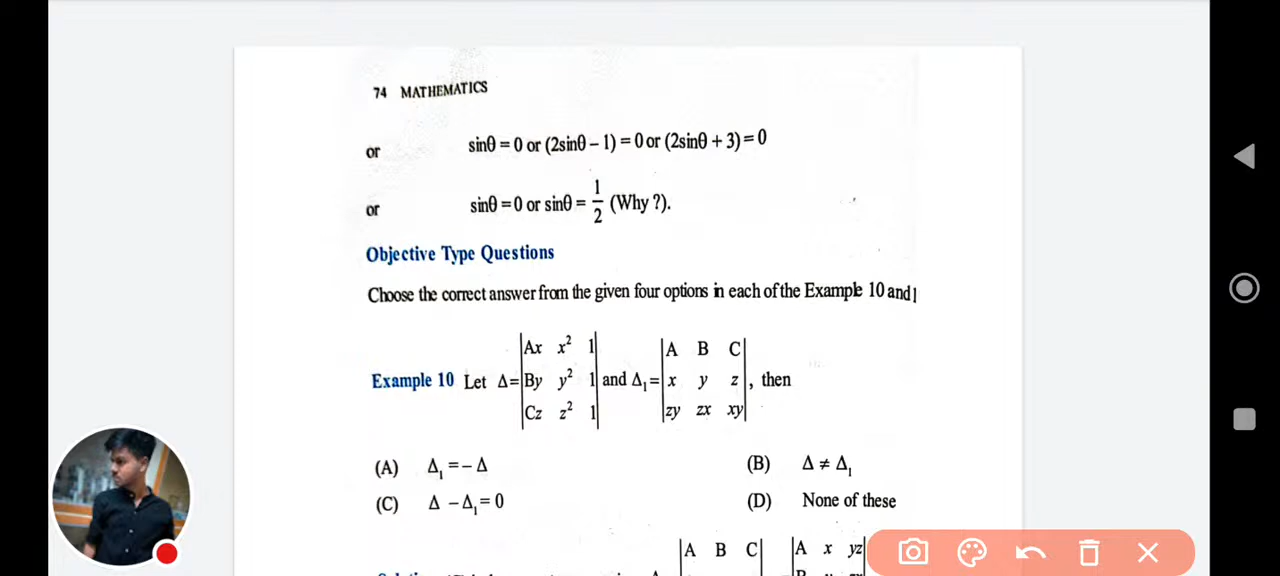 74 MATHEMATICS
or sinθ = 0 or (2sinθ – 1) = 0 or (2sinθ + 3) = 0
or sinθ = 0 or sinθ = 1/2 (Why ?).
Objective Type Questions
Choose the correct answer from the given four options in each of the Example 10 and
Example 10 Let Δ = |Ax x² 1| |By y² 1| |Cz z² 1| and Δ₁ = |A B C| |x y z| |zy zx xy|, then
(A) Δ₁ = – Δ (B) Δ ≠ Δ₁
(C) Δ – Δ₁ = 0 (D) None of these
|A B C| |A x yz|